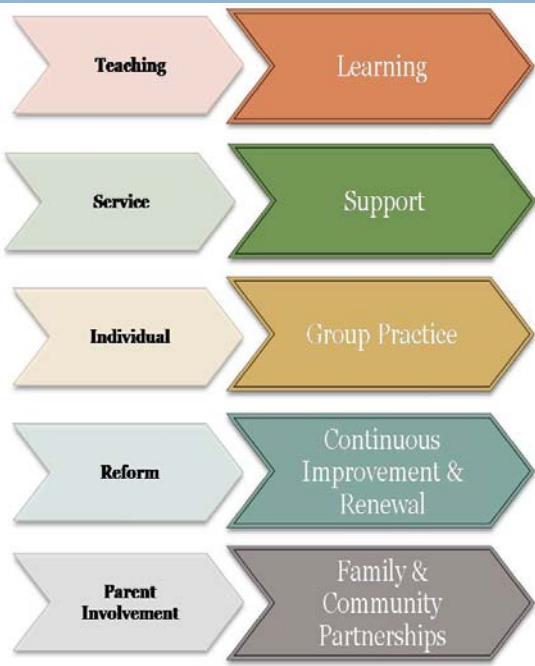 Teaching
Learning
Service
Support
Individual
Group Practice
Reform
Continuous
Improvement &
Renewal
Parent
Involvement
Family &
Community
Partnerships